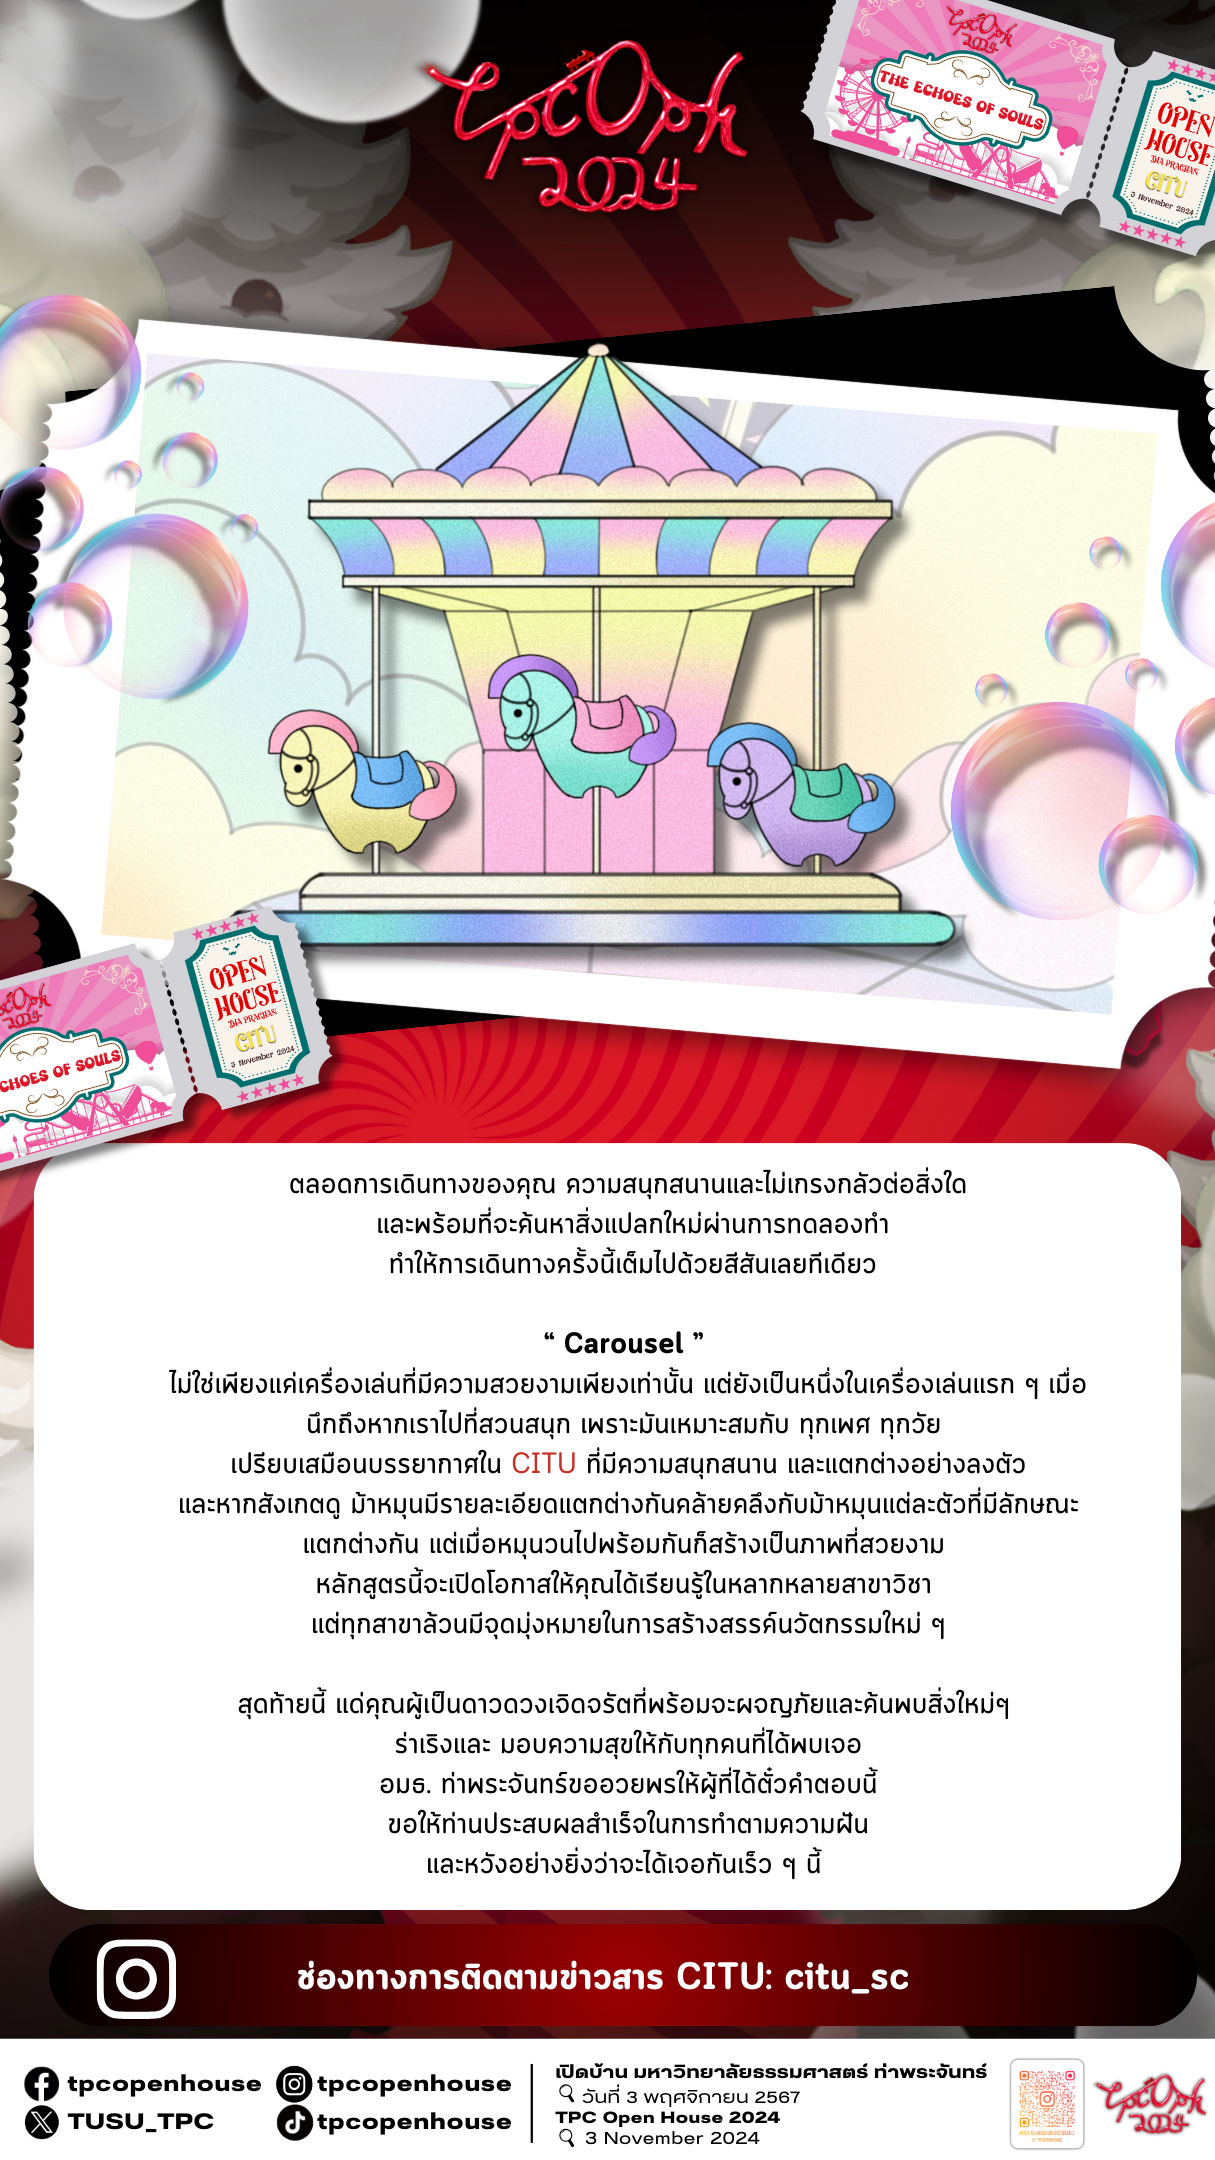 TPC OPH
2024
TPC OPH
2024
THE ECHOES OF SOULS
OPEN
HOUSE
THA PRACHAN
CITU
3 November 2024
OPEN
HOUSE
THA PRACHAN
CITU
3 November 2024
2024
CHOES OF SOULS
ตลอดการเดินทางของคุณ ความสนุกสนานและไม่เกรงกลัวต่อสิ่งใด
และพร้อมที่จะค้นหาสิ่งแปลกใหม่ผ่านการทดลองทำ
ทำให้การเดินทางครั้งนี้เต็มไปด้วยสีสันเลยทีเดียว
“ Carousel ”
ไม่ใช่เพียงแค่เครื่องเล่นที่มีความสวยงามเพียงเท่านั้น แต่ยังเป็นหนึ่งในเครื่องเล่นแรก ๆ เมื่อ
นึกถึงหากเราไปที่สวนสนุก เพราะมันเหมาะสมกับ ทุกเพศ ทุกวัย
เปรียบเสมือนบรรยากาศใน CITU ที่มีความสนุกสนาน และแตกต่างอย่างลงตัว
และหากสังเกตดู ม้าหมุนมีรายละเอียดแตกต่างกันคล้ายคลึงกับม้าหมุนแต่ละตัวที่มีลักษณะ
แตกต่างกัน แต่เมื่อหมุนวนไปพร้อมกันก็สร้างเป็นภาพที่สวยงาม
หลักสูตรนี้จะเปิดโอกาสให้คุณได้เรียนรู้ในหลากหลายสาขาวิชา
แต่ทุกสาขาล้วนมีจุดมุ่งหมายในการสร้างสรรค์นวัตกรรมใหม่ ๆ
สุดท้ายนี้ แด่คุณผู้เป็นดาวดวงเจิดจรัตที่พร้อมจะผจญภัยและค้นพบสิ่งใหม่ๆ
ร่าเริงและ มอบความสุขให้กับทุกคนที่ได้พบเจอ
อมธ. ท่าพระจันทร์ขออวยพรให้ผู้ที่ได้ตั๋วคำตอบนี้
ขอให้ท่านประสบผลสำเร็จในการทำตามความฝัน
และหวังอย่างยิ่งว่าจะได้เจอกันเร็ว ๆ นี้
ช่องทางการติดตามข่าวสาร CITU: citu_sc
tpcopenhouse
tpcopenhouse
TUSU_TPC
tpcopenhouse
เปิดบ้าน มหาวิทยาลัยธรรมศาสตร์ ท่าพระจันทร์
วันที่ 3 พฤศจิกายน 2567
TPC Open House 2024
3 November 2024
TPC OPH
2024